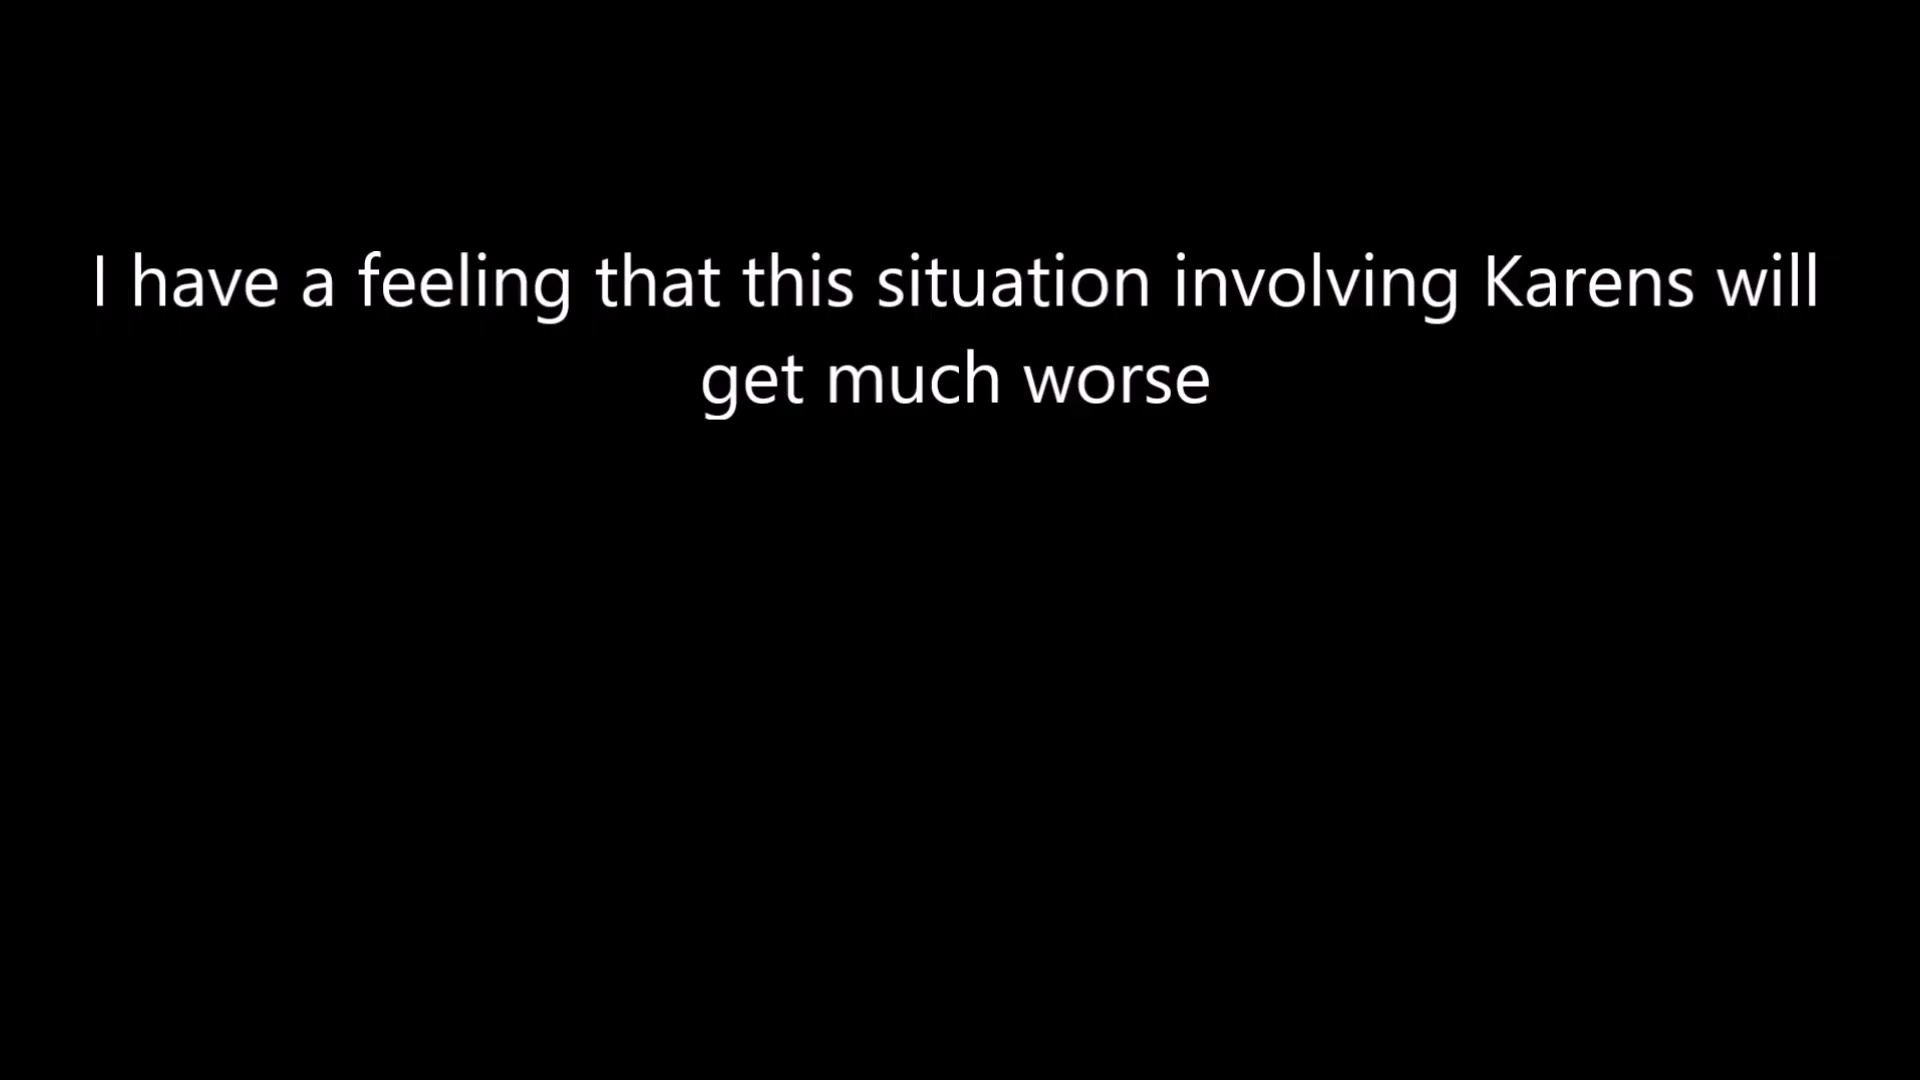 I have a feeling that this situation involving Karens will
get much worse